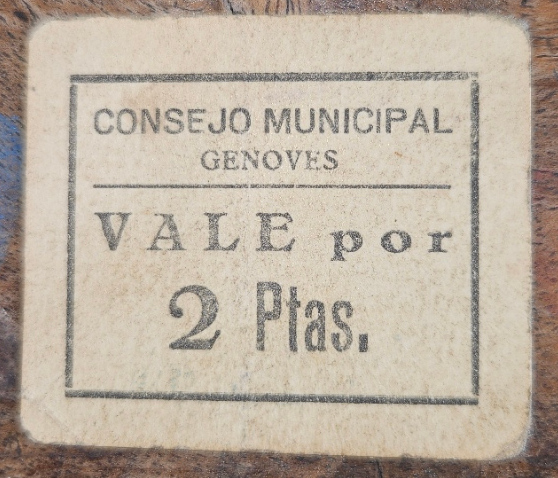 CONSEJO MUNICIPAL
GENOVES
VALE por
2 Ptas.